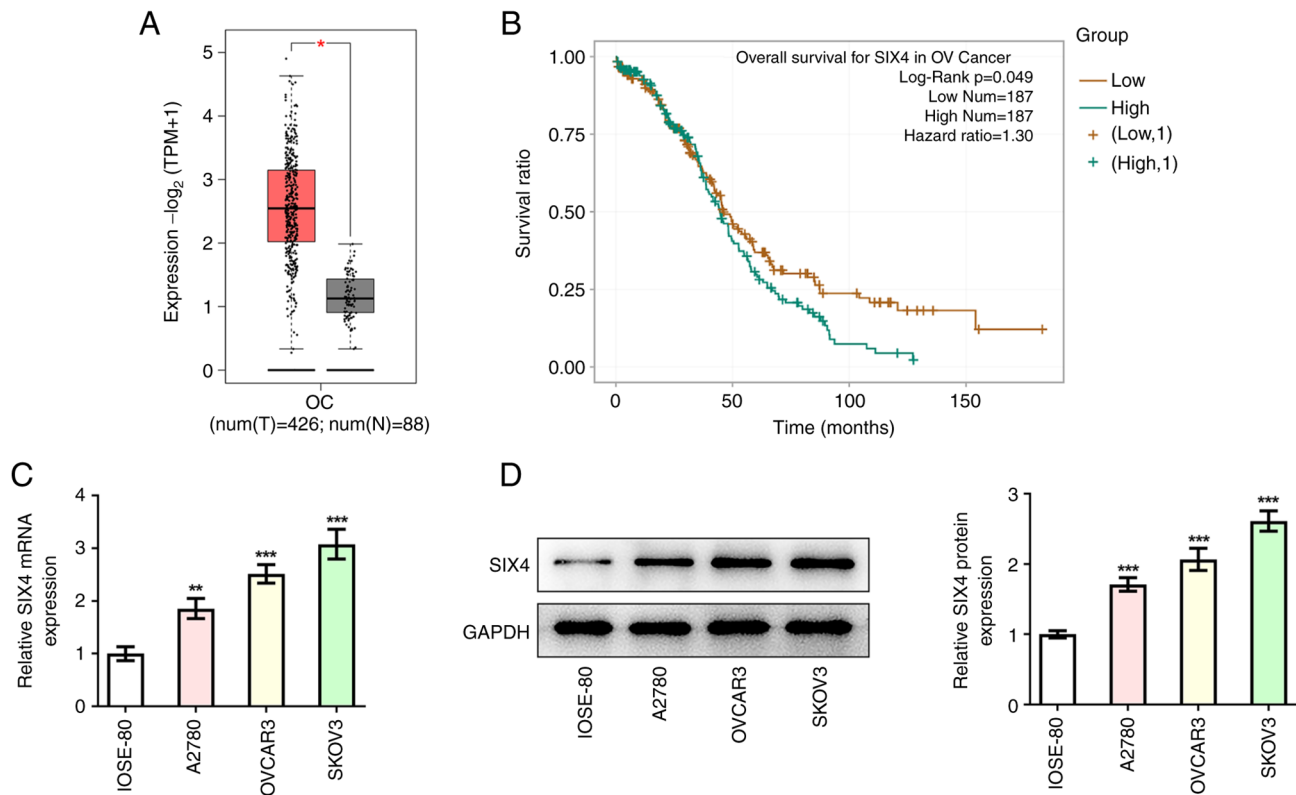 A
Expression –log2 (TPM+1)
5
4
3
2
1
0
*
OC
(num(T)=426; num(N)=88)
B
Survival ratio
1.00
0.75
0.50
0.25
0.00
Overall survival for SIX4 in OV Cancer
Log-Rank p=0.049
Low Num=187
High Num=187
Hazard ratio=1.30
0 50 100 150
Time (months)
Group
Low
High
(Low,1)
(High,1)
C
Relative SIX4 mRNA
expression
4
3
2
1
0
**
***
***
IOSE-80
A2780
OVCAR3
SKOV3
D
SIX4
GAPDH
IOSE-80
A2780
OVCAR3
SKOV3
Relative SIX4 protein
expression
3
2
1
0
***
***
***
IOSE-80
A2780
OVCAR3
SKOV3